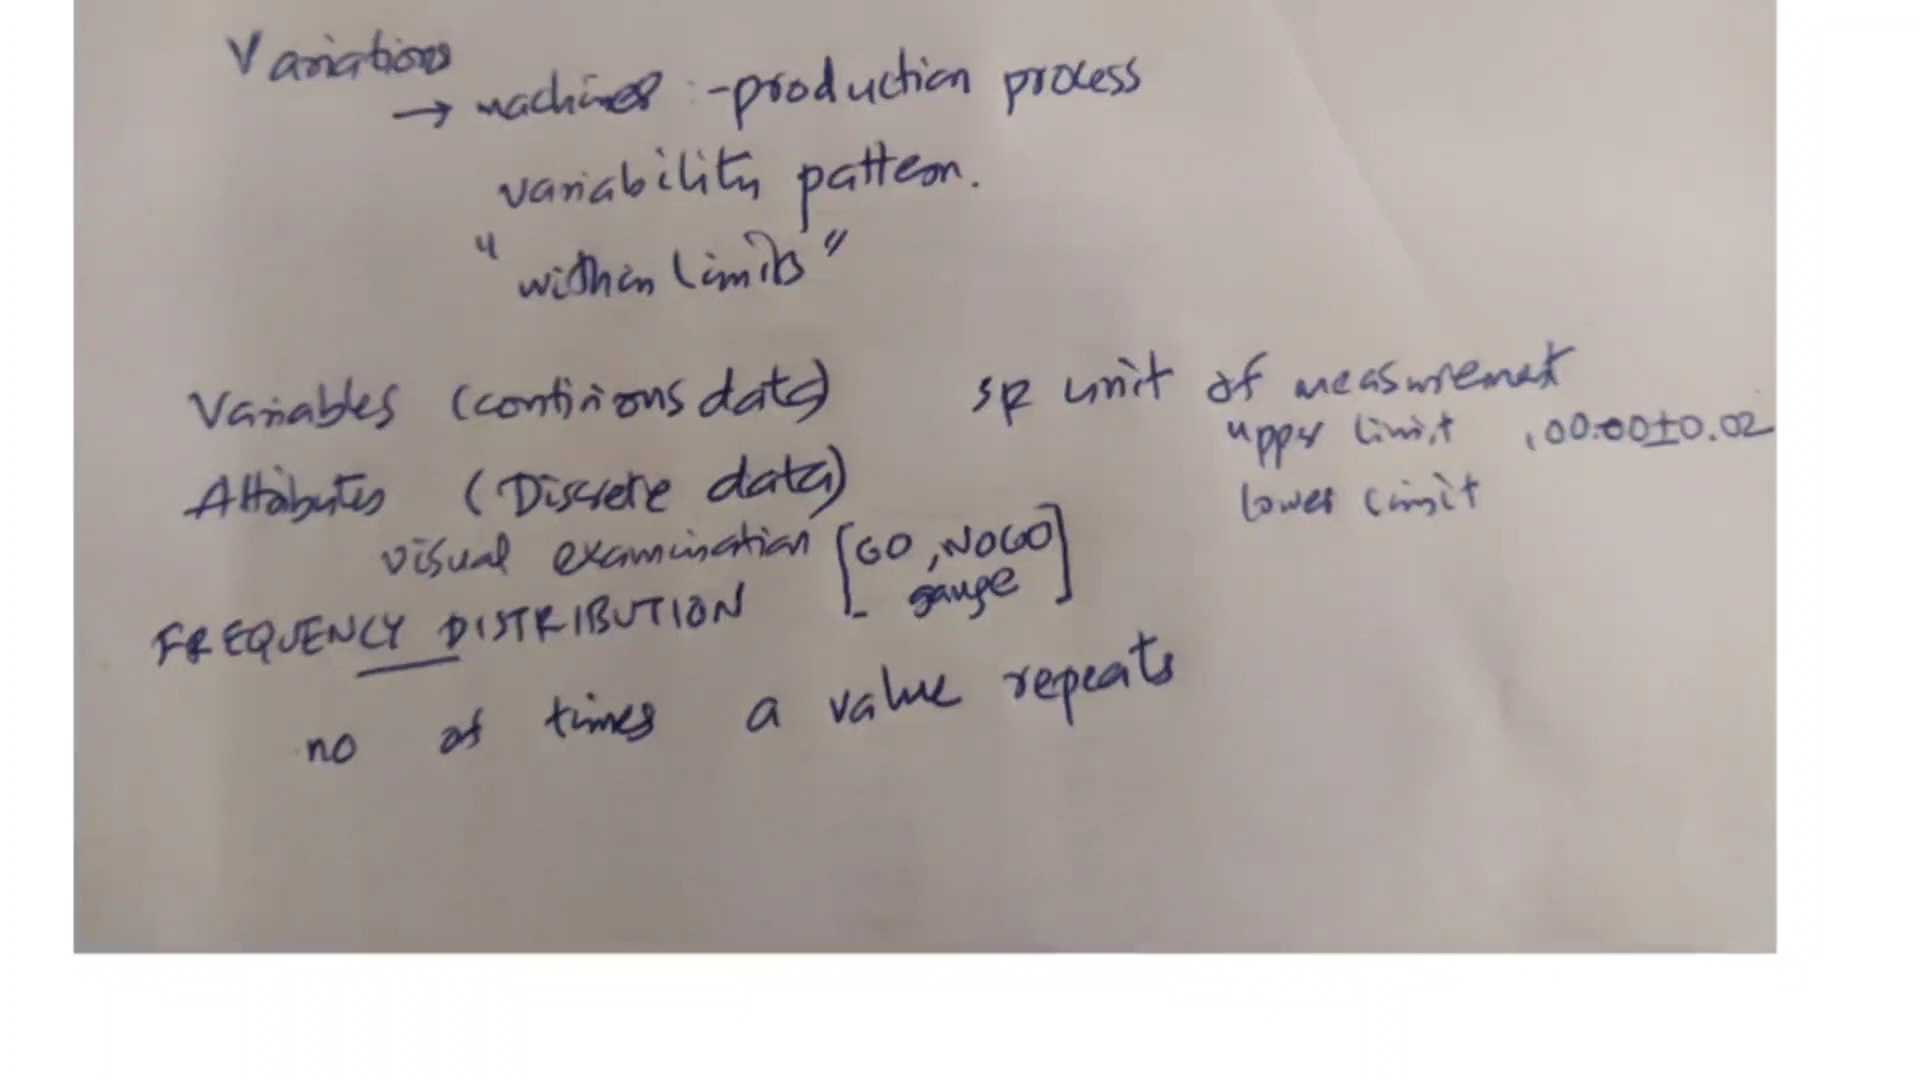 Variations
→ machines :- production process
variability pattern.
"within limits"
Variables (continions data) sp unit of measurement
upper limit 100.00±0.02
Attributes (Discrete data)
lower limit
visual examination [GO, NOGO gauge]
FREQUENCY DISTRIBUTION
no of times a value repeats